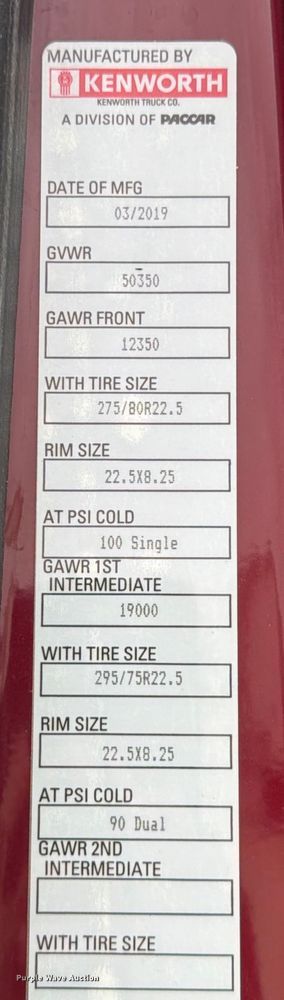 MANUFACTURED BY
KENWORTH
KENWORTH TRUCK CO.
A DIVISION OF PACCAR
DATE OF MFG
03/2019
GVWR
50350
GAWR FRONT
12350
WITH TIRE SIZE
275/80R22.5
RIM SIZE
22.5X8.25
AT PSI COLD
100 Single
GAWR 1ST
INTERMEDIATE
19000
WITH TIRE SIZE
295/75R22.5
RIM SIZE
22.5X8.25
AT PSI COLD
90 Dual
GAWR 2ND
INTERMEDIATE
WITH TIRE SIZE
Purple Wave Auction